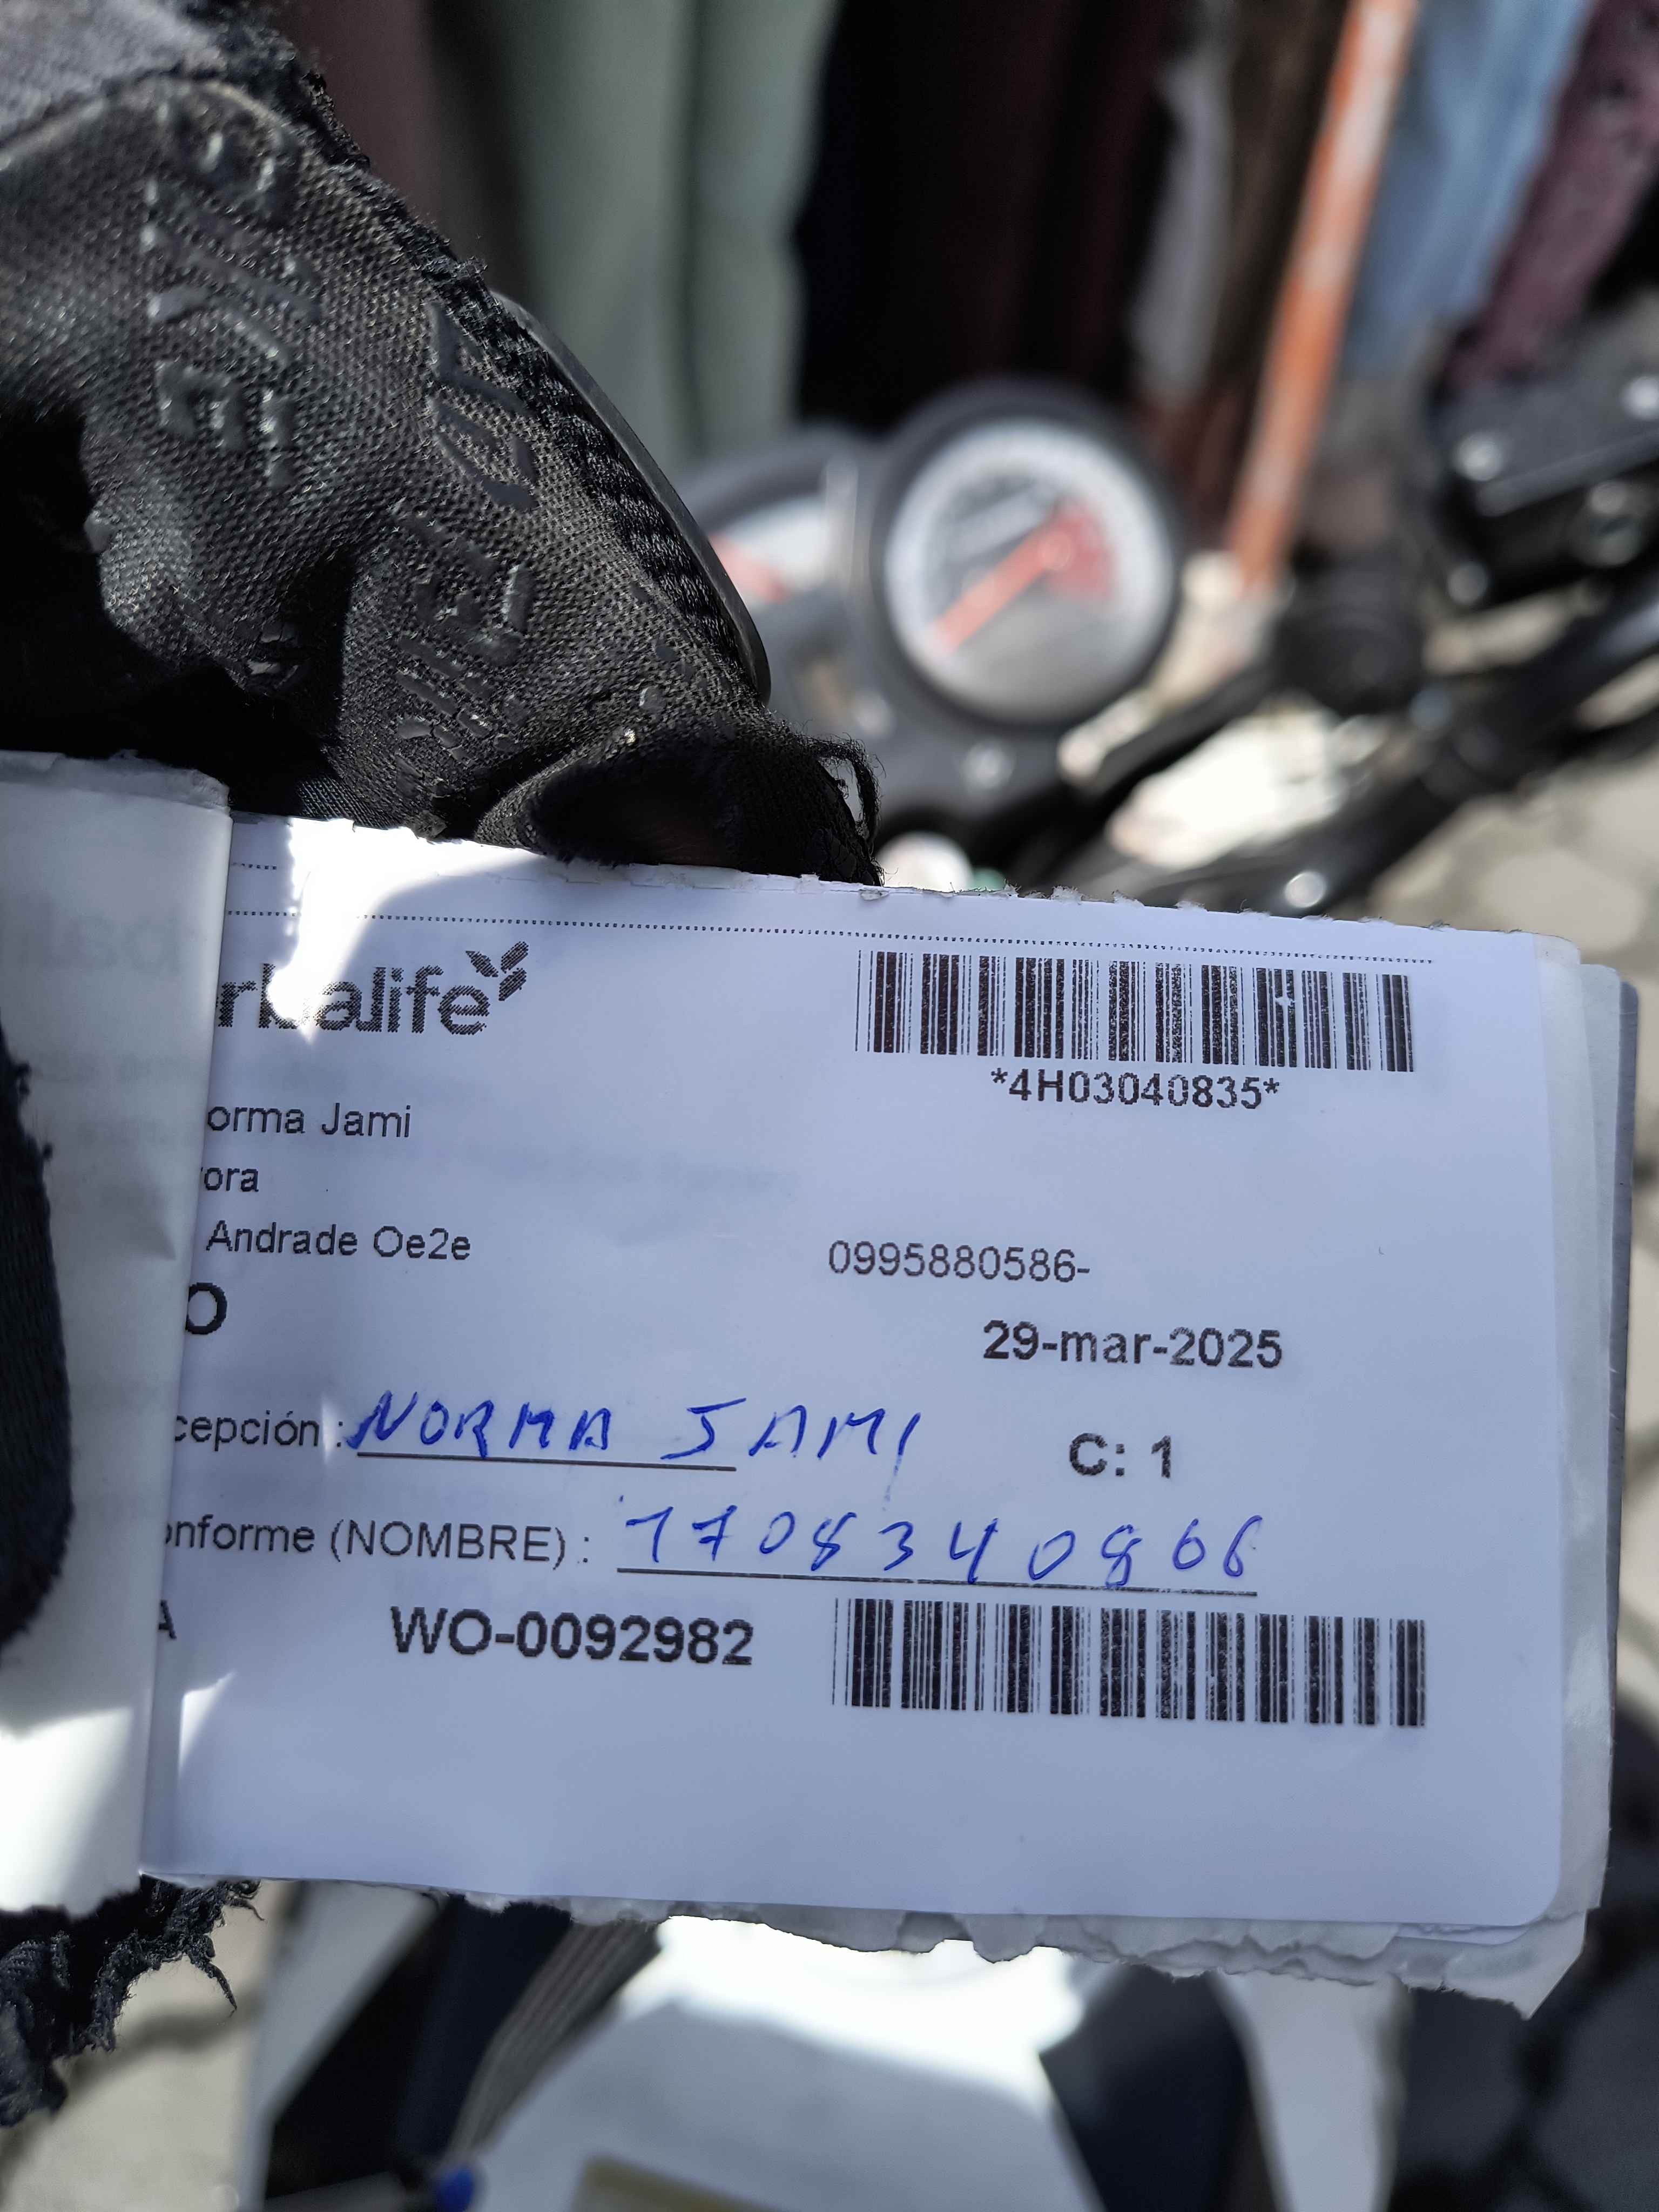 rbalife
*4H03040835*
orma Jami
ora
Andrade Oe2e
0995880586-
O
29-mar-2025
cepción : NORMA JAMI
C: 1
onforme (NOMBRE) : 1708340866
A
WO-0092982